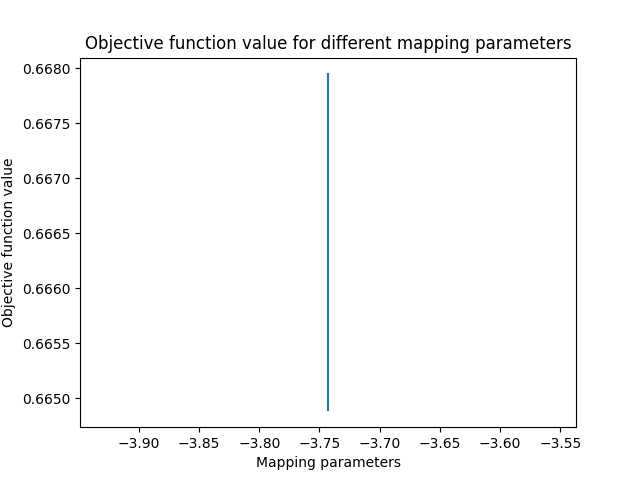 Objective function value for different mapping parameters
0.6680
0.6675
0.6670
0.6665
0.6660
0.6655
0.6650
Objective function value
−3.90 −3.85 −3.80 −3.75 −3.70 −3.65 −3.60 −3.55
Mapping parameters